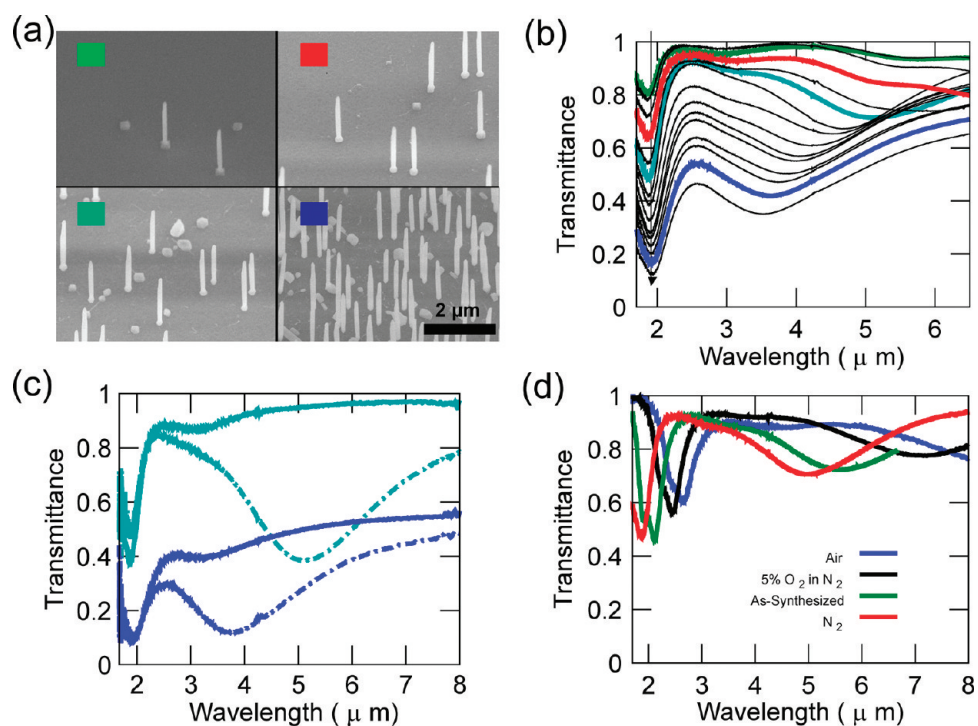 (a)
2 μm
(b)
Transmittance
1
0.8
0.6
0.4
0.2
0
2 3 4 5 6
Wavelength ( μ m)
(c)
Transmittance
1
0.8
0.6
0.4
0.2
0
2 3 4 5 6 7 8
Wavelength ( μ m)
(d)
Transmittance
1
0.8
0.6
0.4
0.2
0
Air
5% O2 in N2
As-Synthesized
N2
2 3 4 5 6 7 8
Wavelength ( μ m)